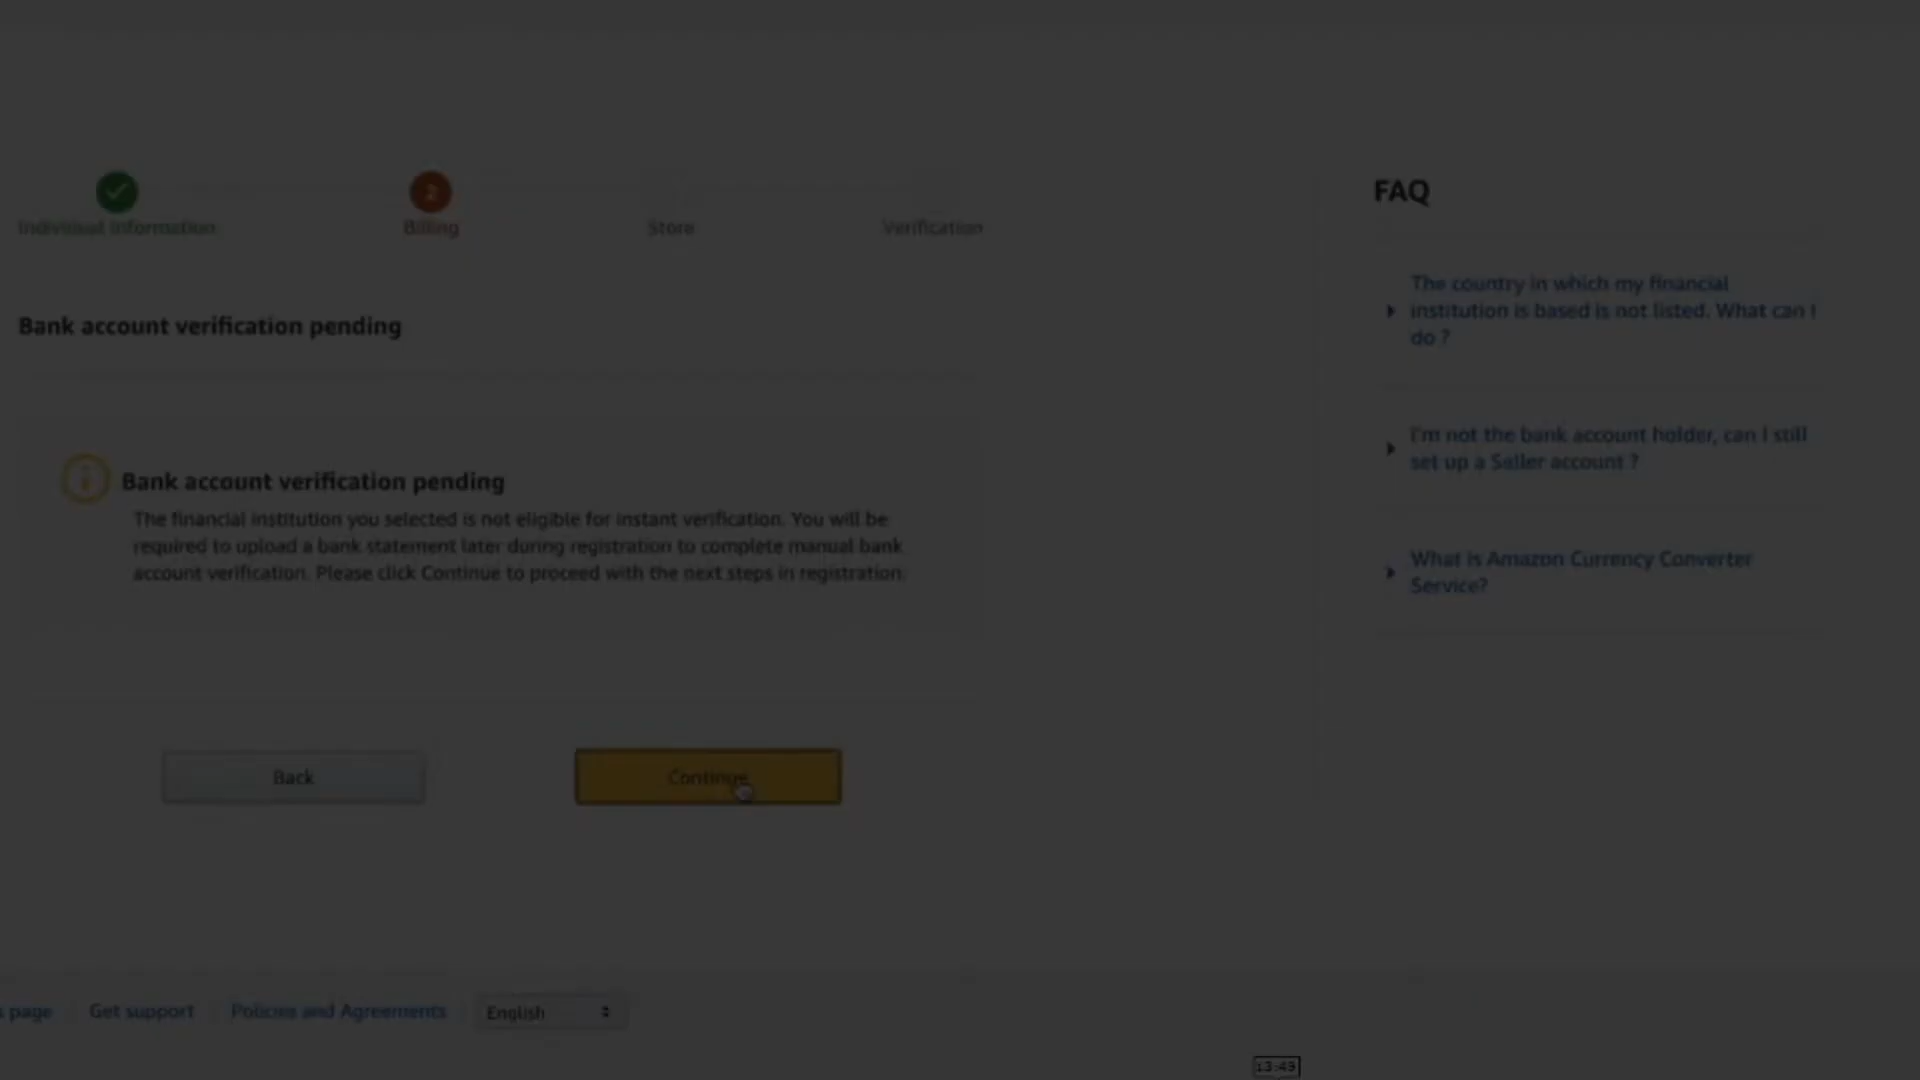 2
Individual Information
Billing
Store
Verification
Bank account verification pending
Bank account verification pending
The financial institution you selected is not eligible for instant verification. You will be
required to upload a bank statement later during registration to complete manual bank
account verification. Please click Continue to proceed with the next steps in registration.
Back
Continue
FAQ
The country in which my financial
institution is based is not listed. What can I
do ?
I'm not the bank account holder, can I still
set up a Seller account ?
What is Amazon Currency Converter
Service?
page
Get support
Policies and Agreements
English
13:49